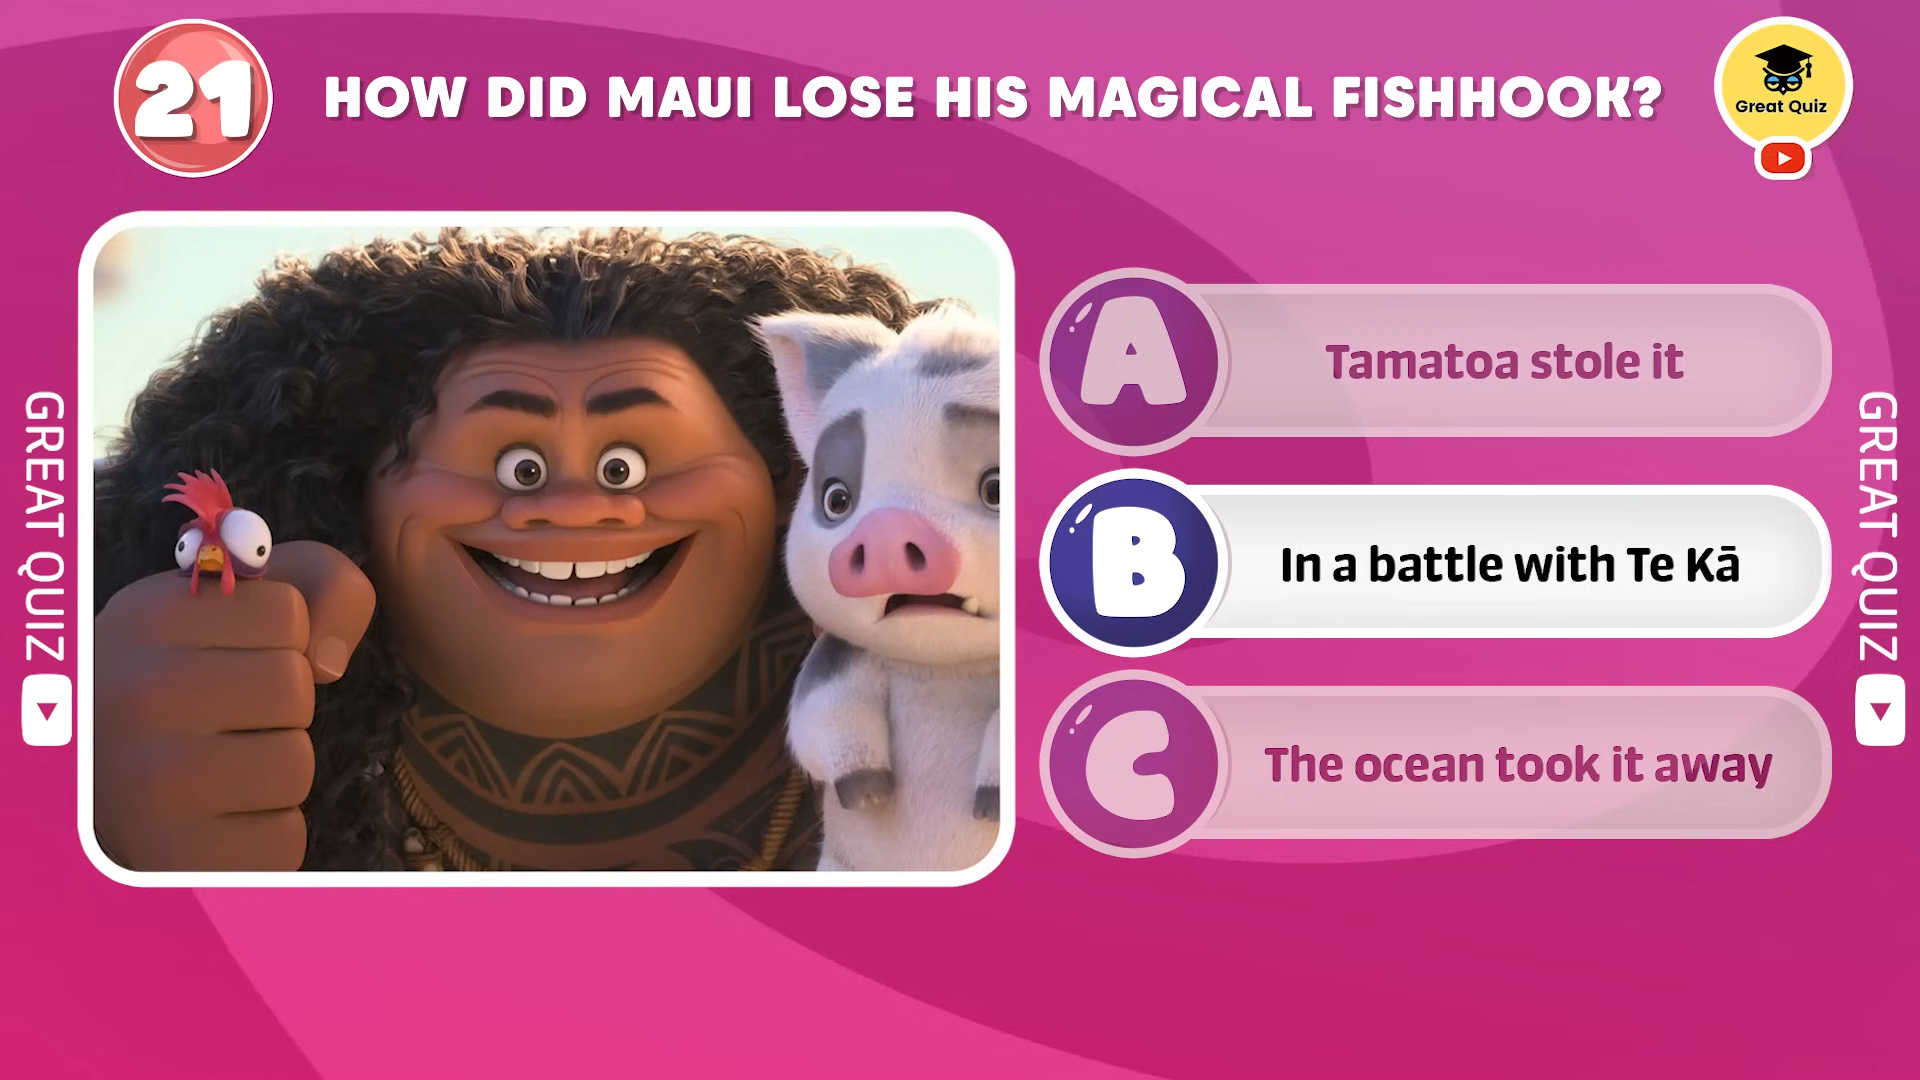 21
HOW DID MAUI LOSE HIS MAGICAL FISHHOOK?
Great Quiz
GREAT QUIZ
A
Tamatoa stole it
B
In a battle with Te Kā
C
The ocean took it away
GREAT QUIZ